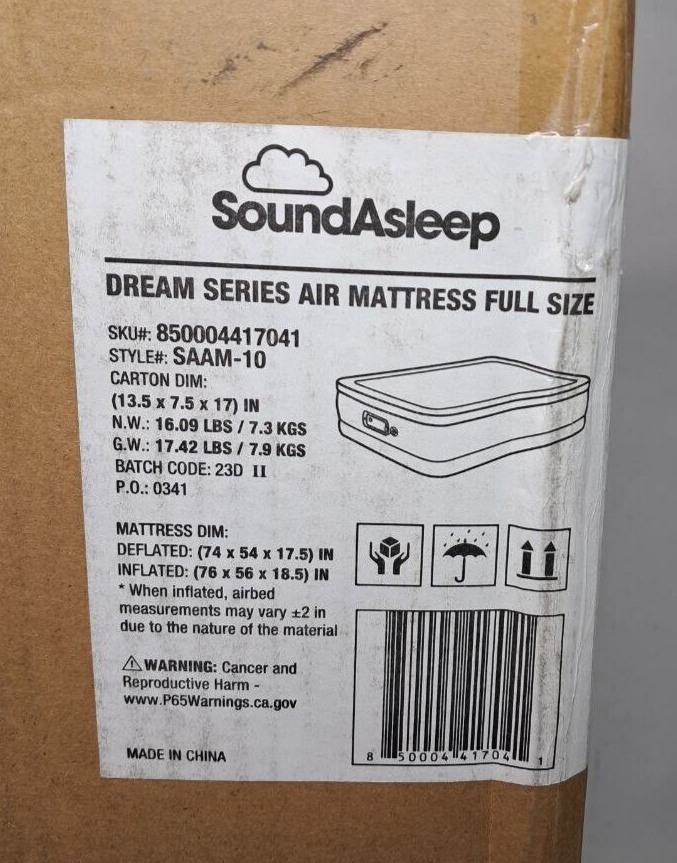 SoundAsleep
DREAM SERIES AIR MATTRESS FULL SIZE
SKU#: 850004417041
STYLE#: SAAM-10
CARTON DIM:
(13.5 x 7.5 x 17) IN
N.W.: 16.09 LBS / 7.3 KGS
G.W.: 17.42 LBS / 7.9 KGS
BATCH CODE: 23D II
P.O.: 0341
MATTRESS DIM:
DEFLATED: (74 x 54 x 17.5) IN
INFLATED: (76 x 56 x 18.5) IN
* When inflated, airbed
measurements may vary ±2 in
due to the nature of the material
⚠WARNING: Cancer and
Reproductive Harm -
www.P65Warnings.ca.gov
MADE IN CHINA
8 50004 41704 1